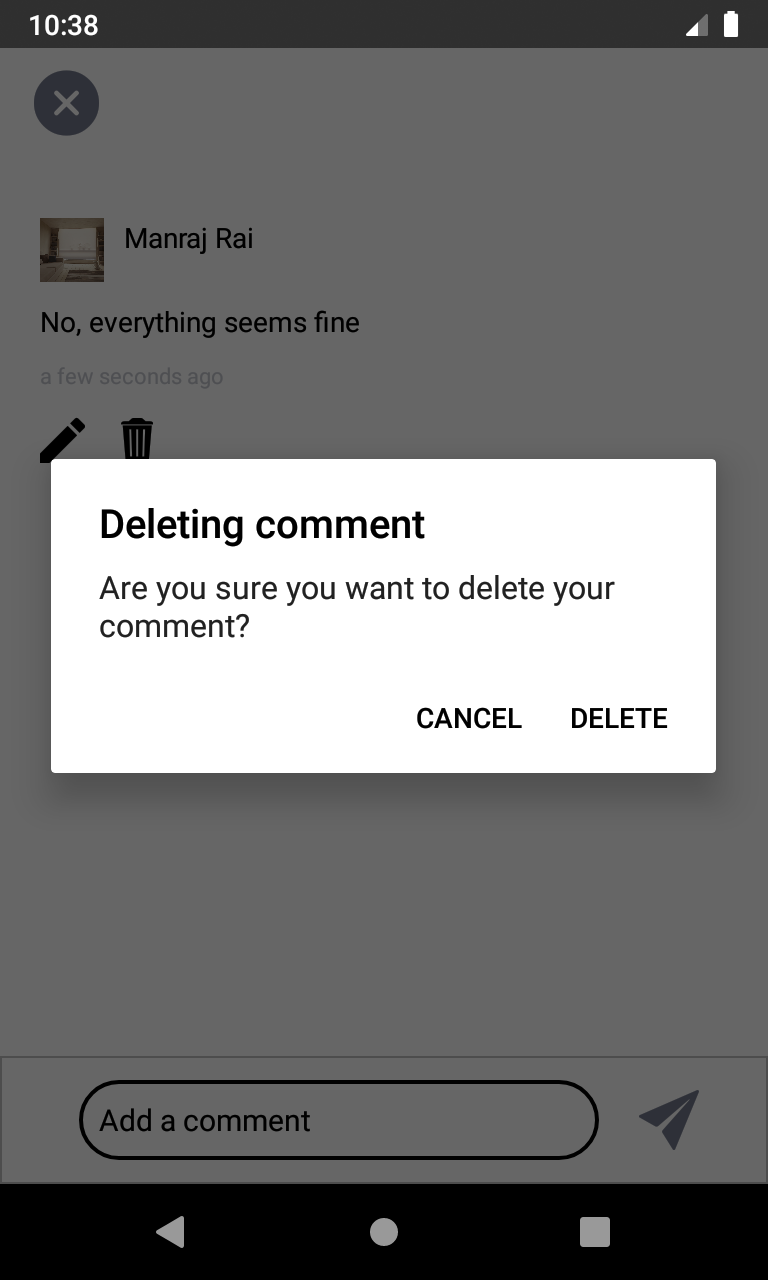 10:38
Manraj Rai
No, everything seems fine
a few seconds ago
Deleting comment
Are you sure you want to delete your
comment?
CANCEL DELETE
Add a comment